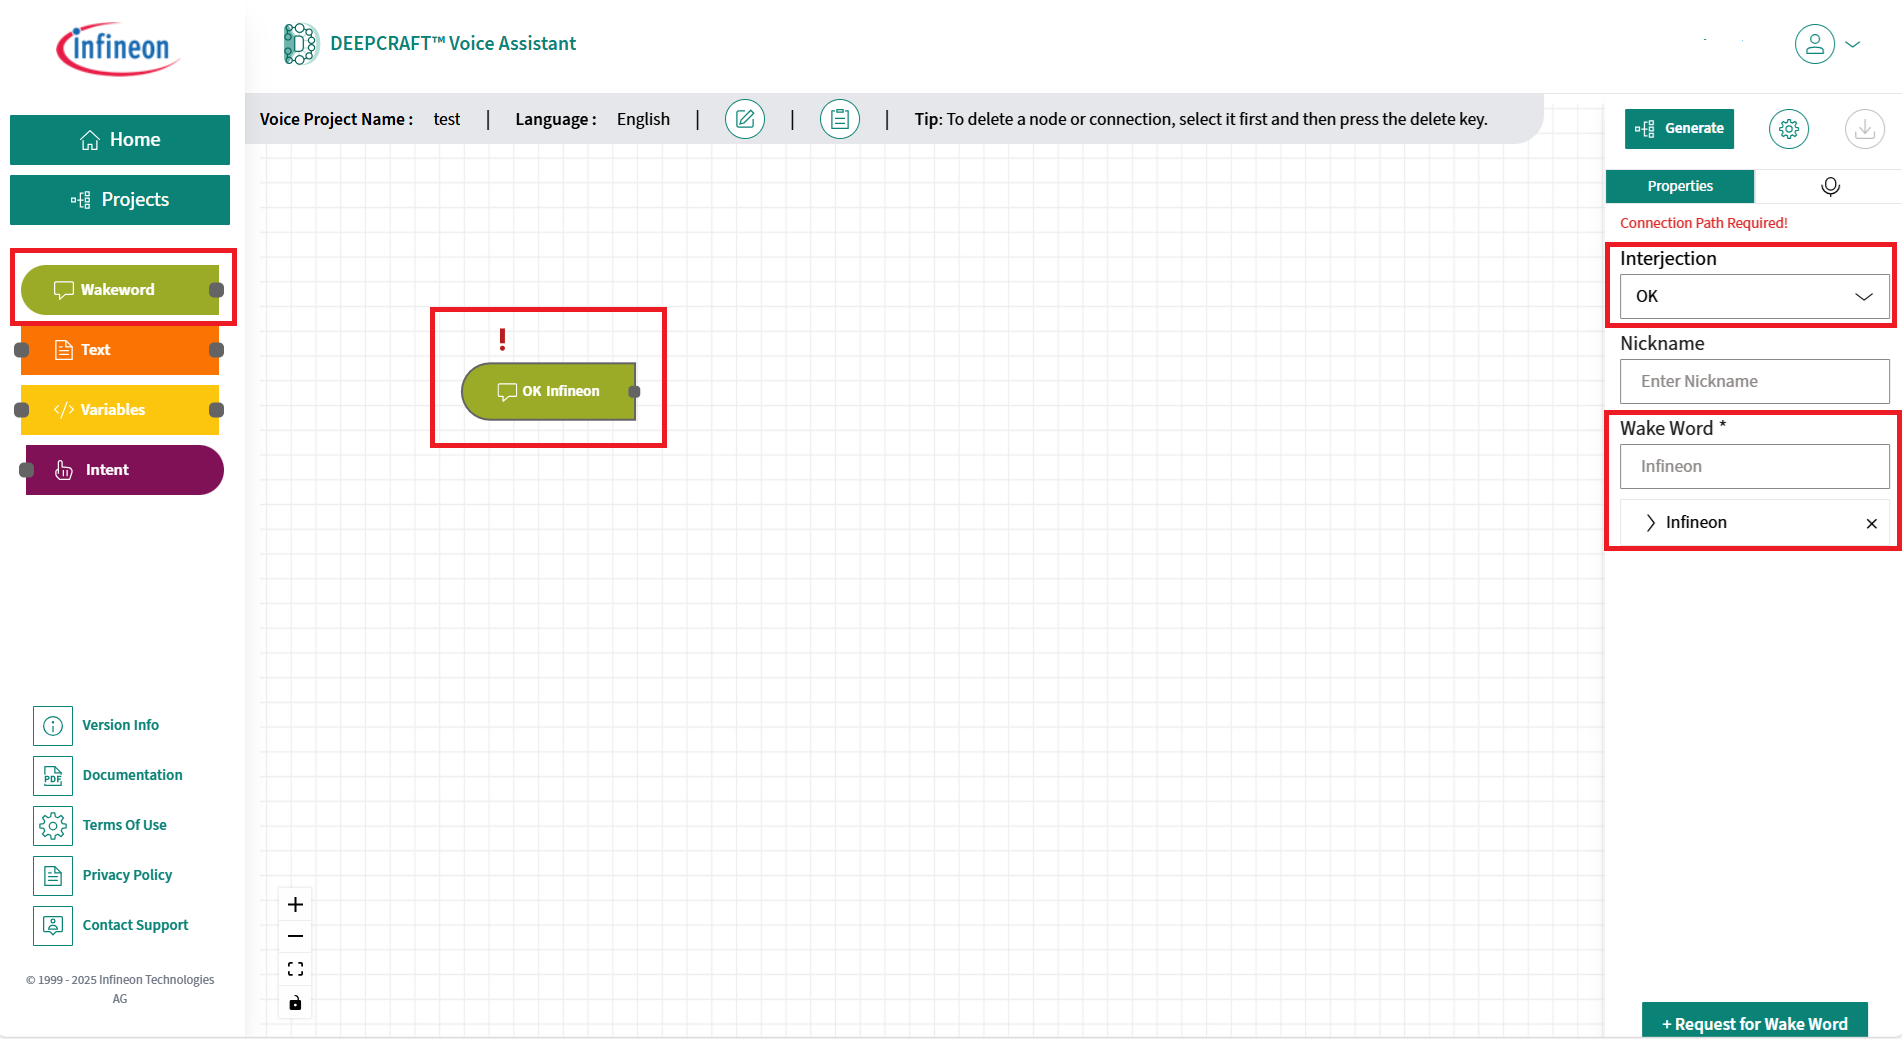 infineon
DEEPCRAFT™ Voice Assistant
Home
Projects
Voice Project Name : test | Language : English | | Tip: To delete a node or connection, select it first and then press the delete key.
Generate
Properties
Connection Path Required!
Interjection
OK
Nickname
Enter Nickname
Wake Word *
Infineon
Infineon
+ Request for Wake Word
Wakeword
Text
Variables
Intent
!
OK Infineon
Version Info
PDF
Documentation
Terms Of Use
Privacy Policy
Contact Support
© 1999 - 2025 Infineon Technologies
AG